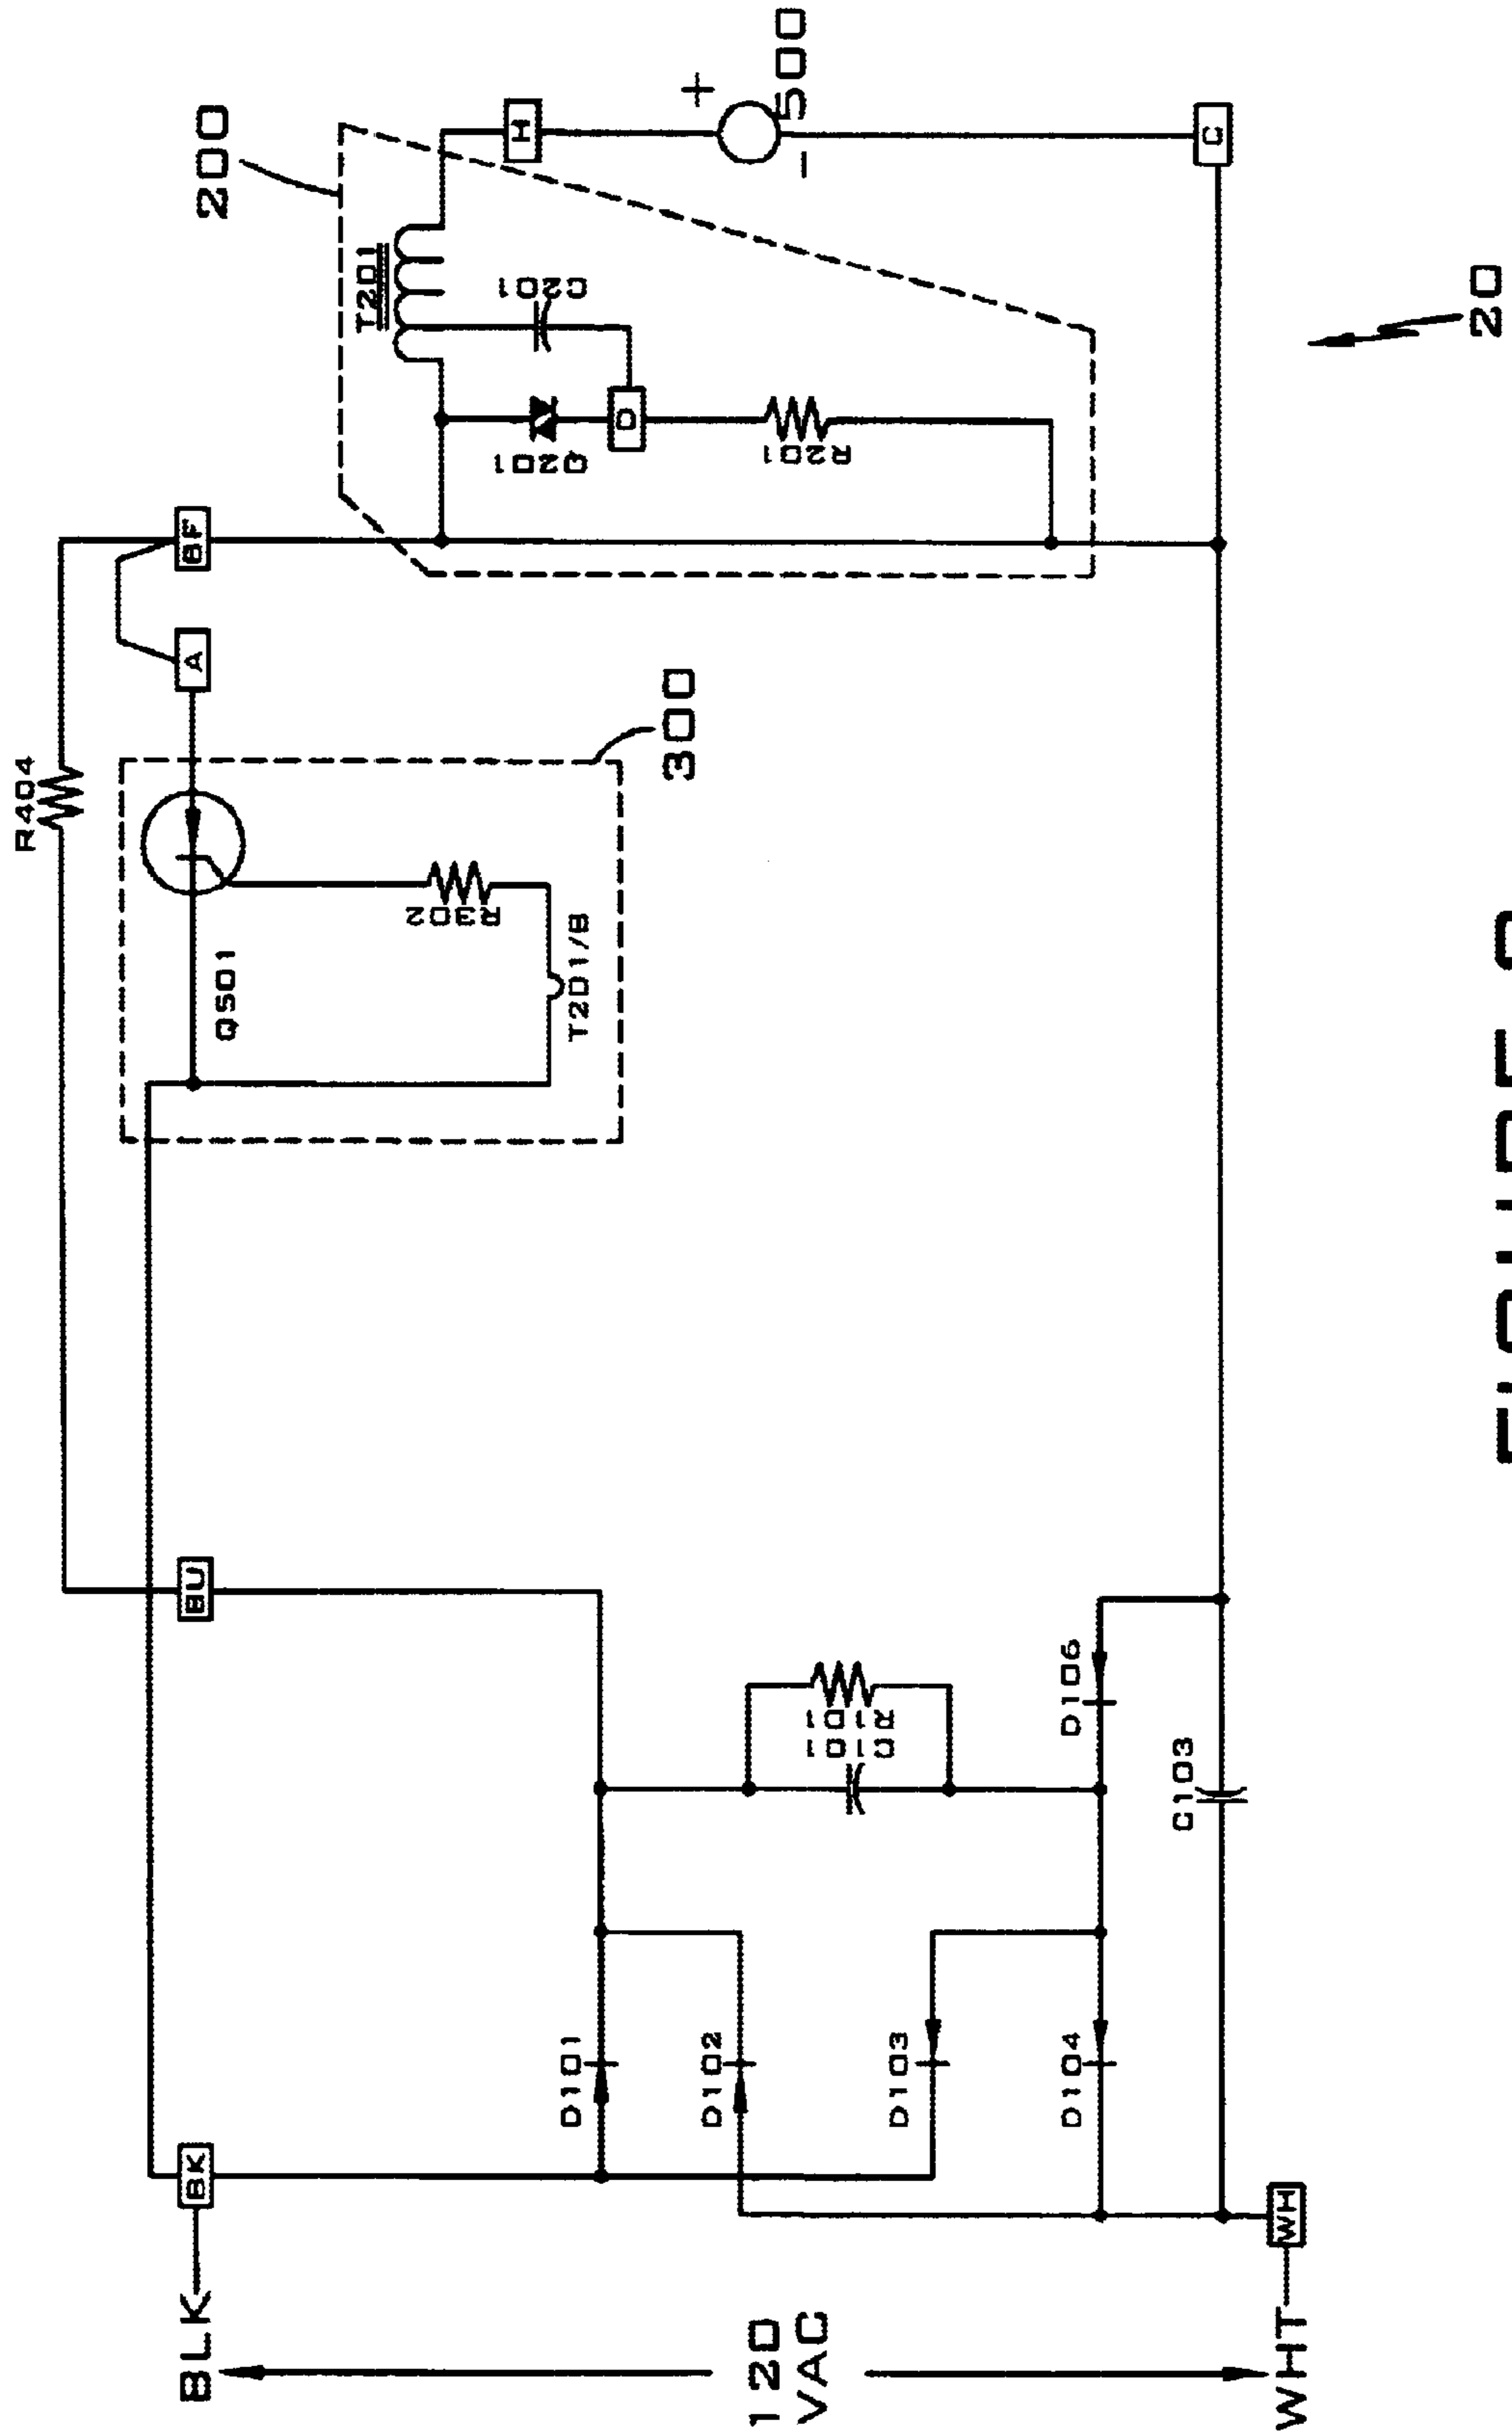 R404
BLK
BK
BU
A
BF
200
Q501
T201
R302
Q201
C201
H
D101
T201/B
D
300
D102
120
VAC
C101
R101
R201
+
-
500
D103
D104
D106
C103
C
WHT
WH
20
FIGURE